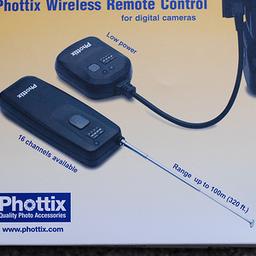 Phottix Wireless Remote Control
for digital cameras
Low power
Phottix
Phottix
16 channels available
Range up to 100m (320 ft.)
Phottix
Quality Photo Accessories
www.phottix.com